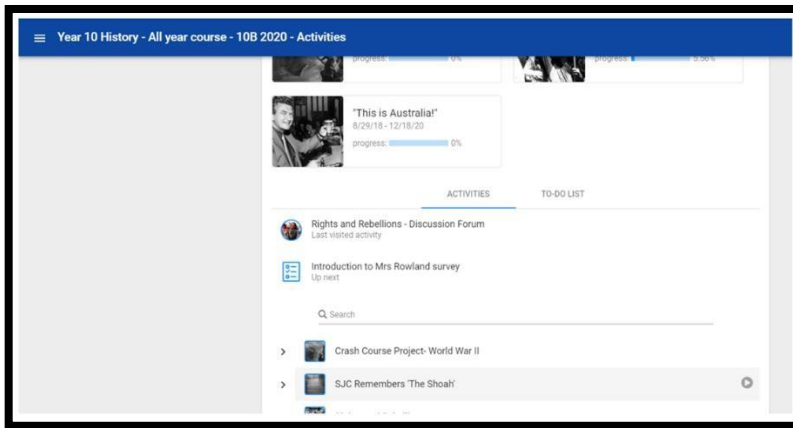 Year 10 History - All year course - 10B 2020 - Activities
progress: 0%
progress: 5.56%
"This is Australia!"
8/29/18 - 12/18/20
progress: 0%
ACTIVITIES TO-DO LIST
Rights and Rebellions - Discussion Forum
Last visited activity
Introduction to Mrs Rowland survey
Up next
Search
Crash Course Project- World War II
SJC Remembers 'The Shoah'